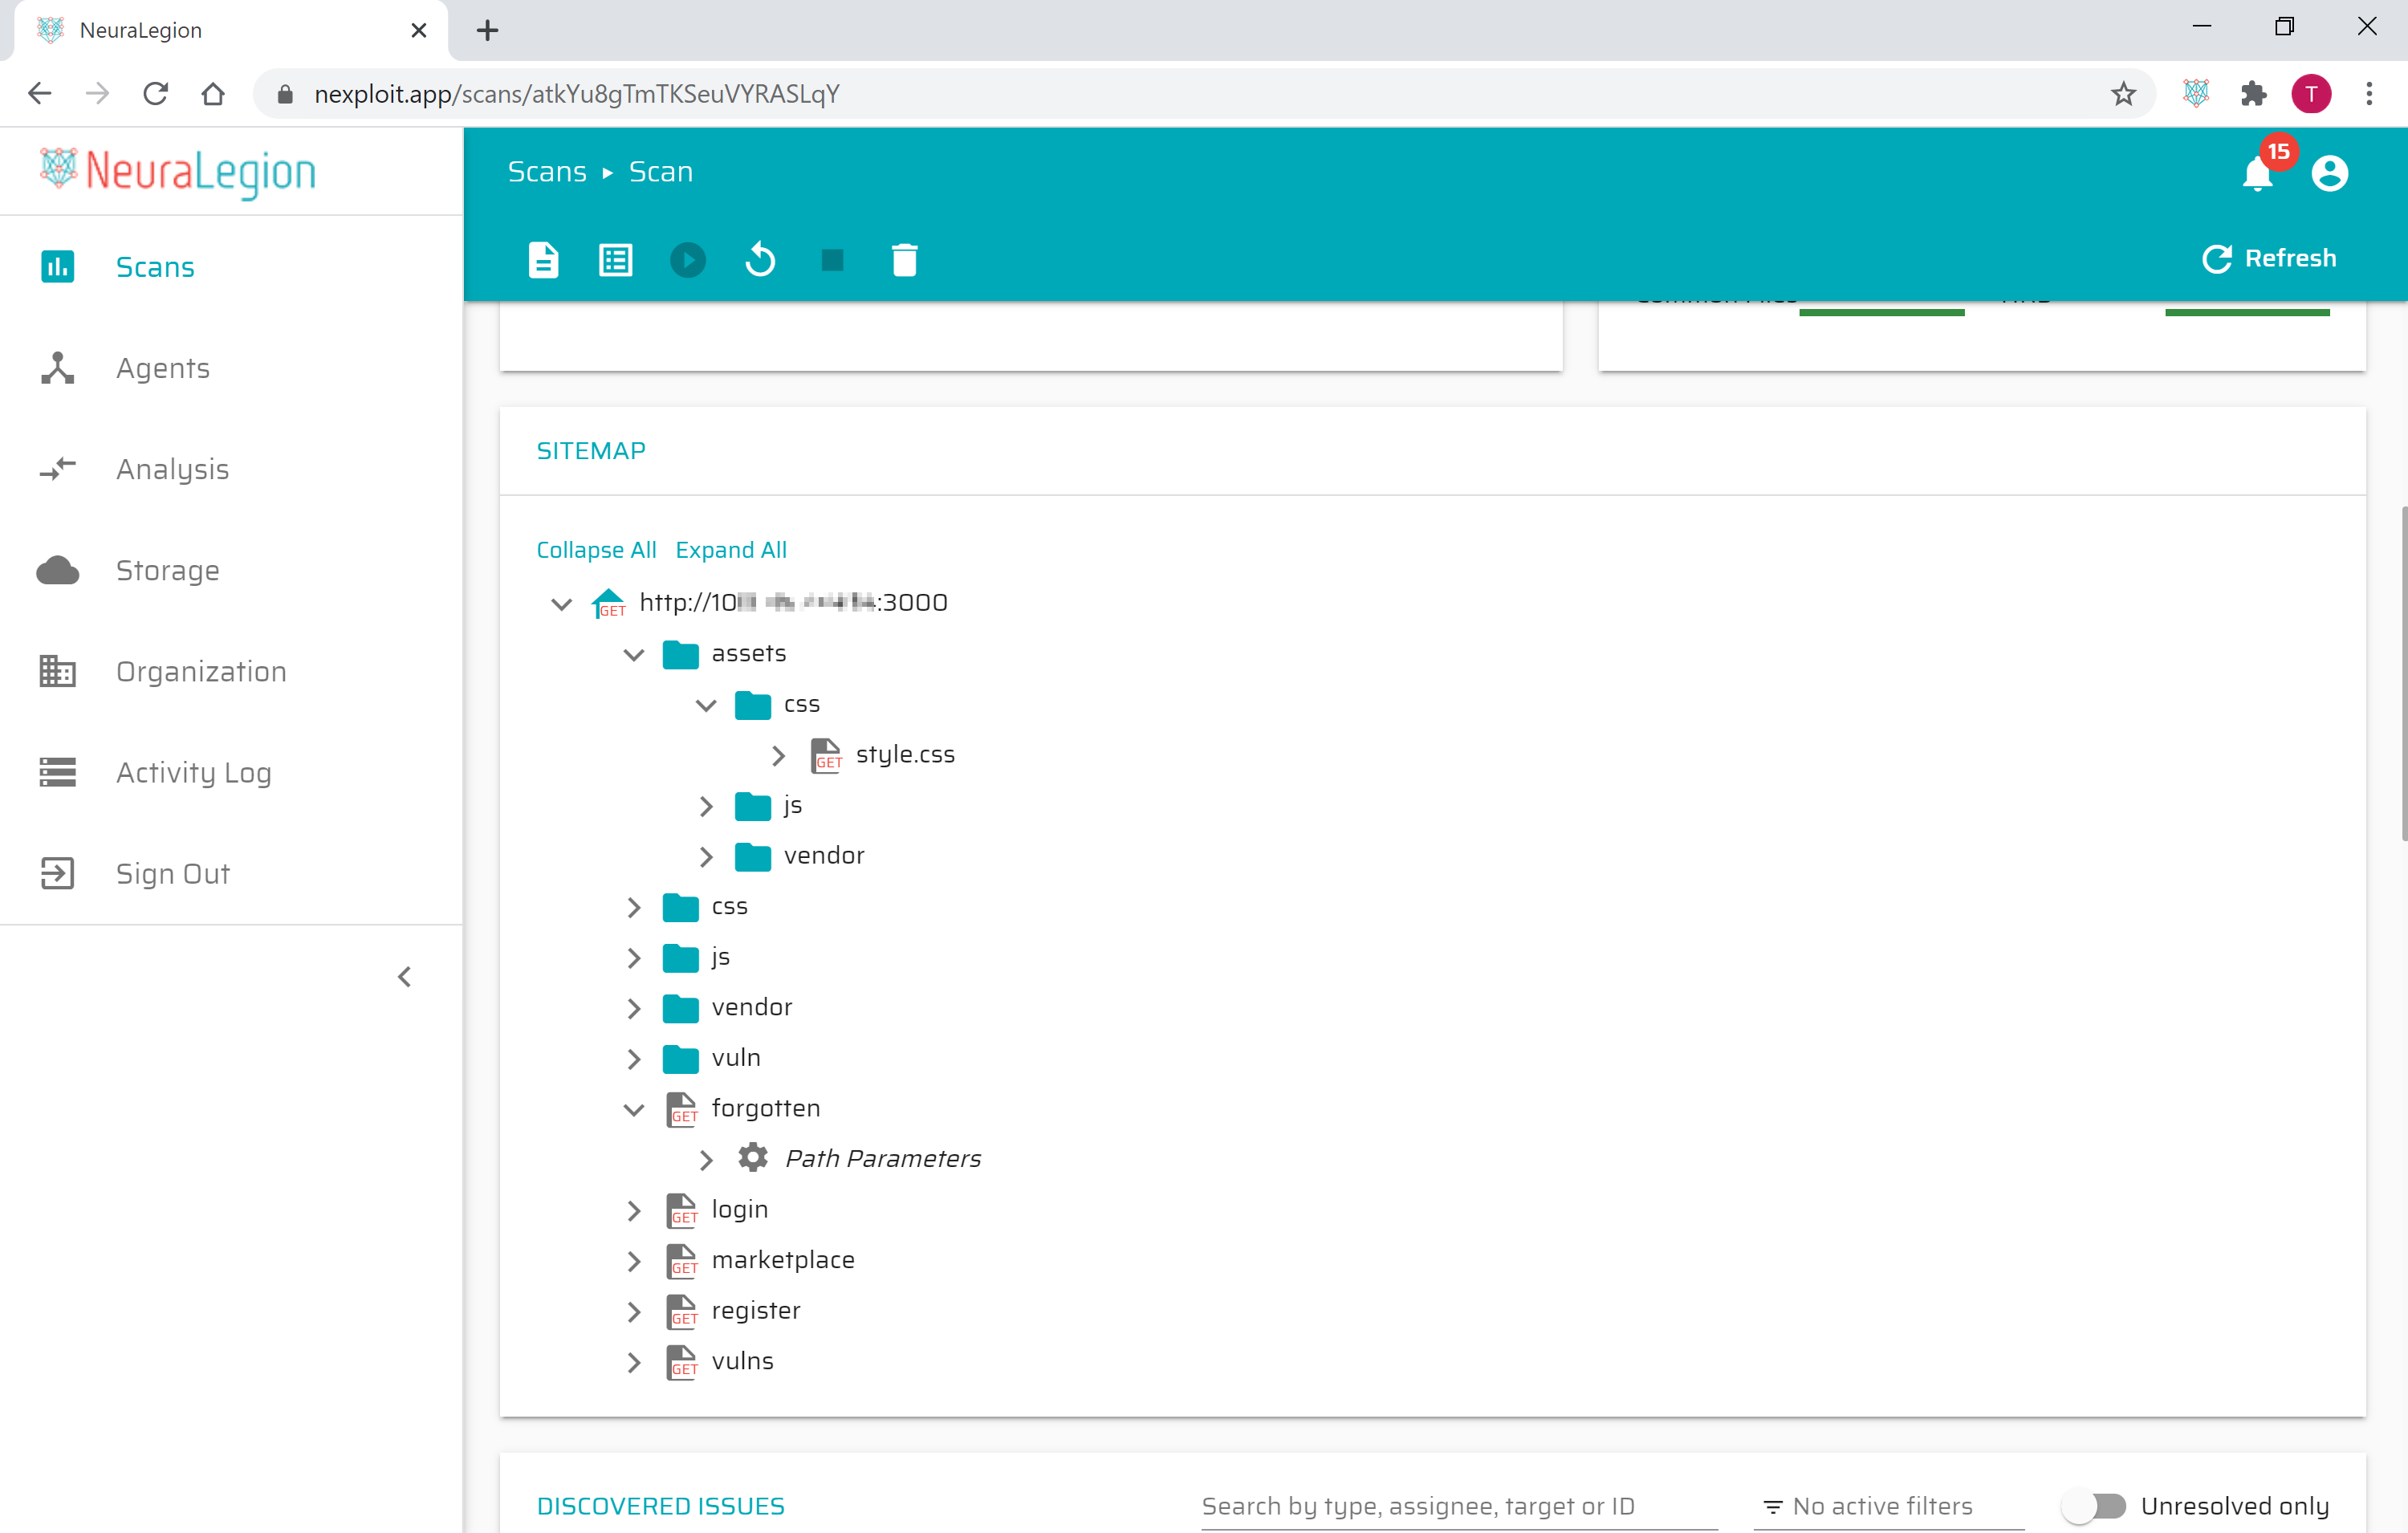 NeuraLegion
nexploit.app/scans/atkYu8gTmTKSeuVYRASLqY
T
NeuraLegion
Scans ▸ Scan
15
Refresh
Scans
Agents
Analysis
Storage
Organization
Activity Log
Sign Out
SITEMAP
Collapse All Expand All
GET http://10 :3000
assets
css
GET style.css
js
vendor
css
js
vendor
vuln
GET forgotten
Path Parameters
GET login
GET marketplace
GET register
GET vulns
DISCOVERED ISSUES
Search by type, assignee, target or ID
No active filters
Unresolved only